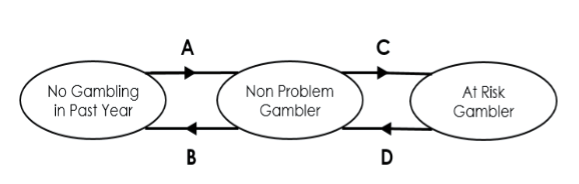 A
C
No Gambling
in Past Year
Non Problem
Gambler
At Risk
Gambler
B
D